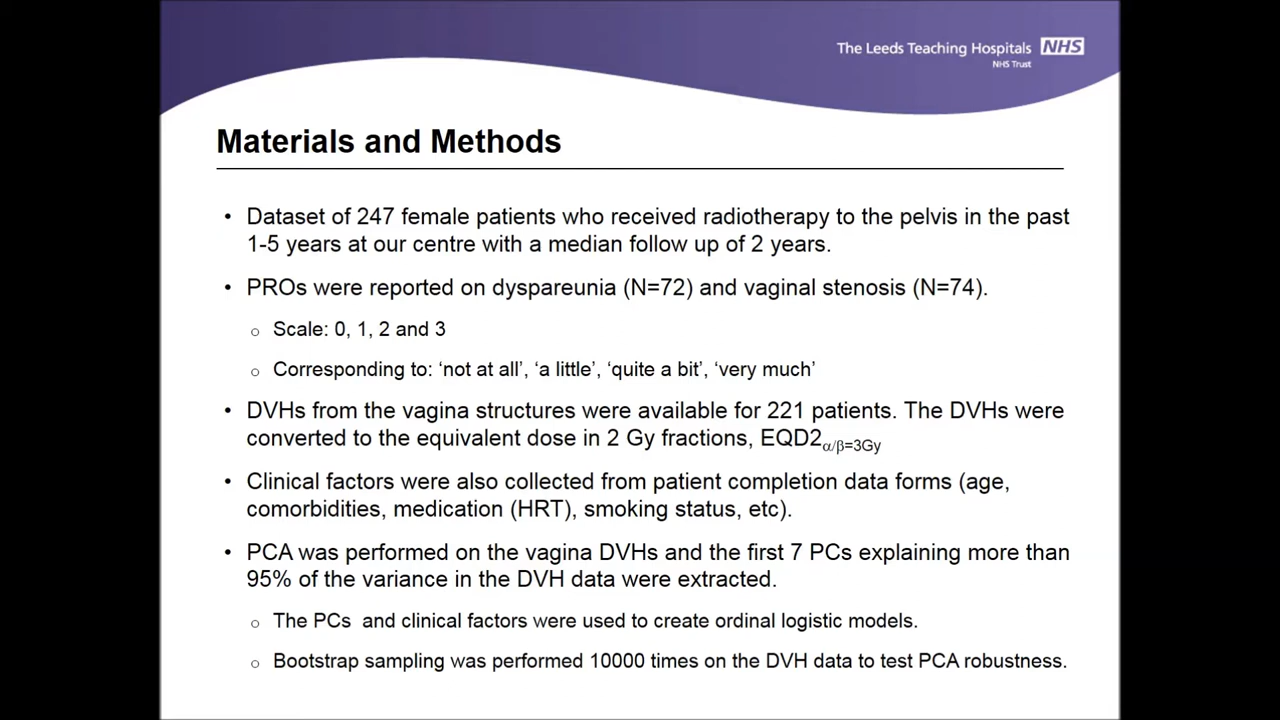 The Leeds Teaching Hospitals NHS
NHS Trust
Materials and Methods
• Dataset of 247 female patients who received radiotherapy to the pelvis in the past
1-5 years at our centre with a median follow up of 2 years.
• PROs were reported on dyspareunia (N=72) and vaginal stenosis (N=74).
o Scale: 0, 1, 2 and 3
o Corresponding to: ‘not at all’, ‘a little’, ‘quite a bit’, ‘very much’
• DVHs from the vagina structures were available for 221 patients. The DVHs were
converted to the equivalent dose in 2 Gy fractions, EQD2α/β=3Gy
• Clinical factors were also collected from patient completion data forms (age,
comorbidities, medication (HRT), smoking status, etc).
• PCA was performed on the vagina DVHs and the first 7 PCs explaining more than
95% of the variance in the DVH data were extracted.
o The PCs and clinical factors were used to create ordinal logistic models.
o Bootstrap sampling was performed 10000 times on the DVH data to test PCA robustness.